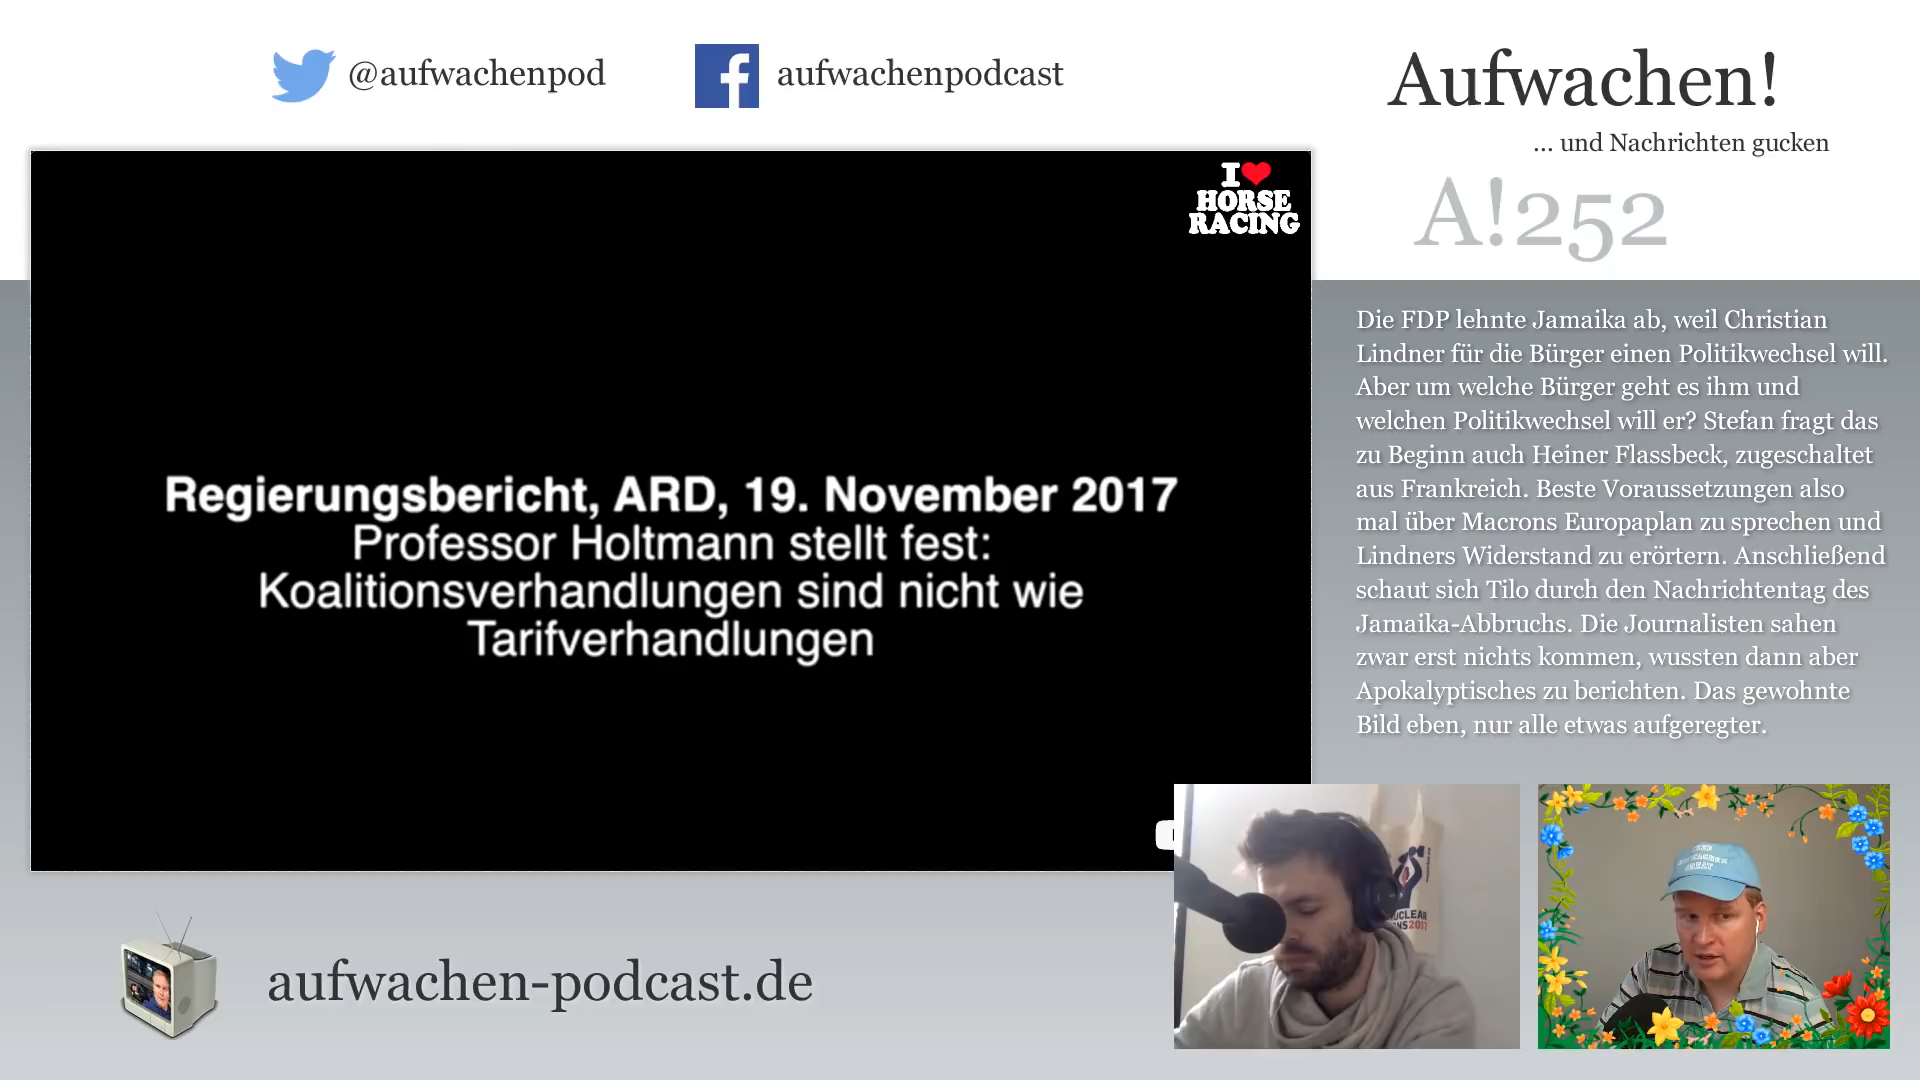 @aufwachenpod
aufwachenpodcast
Aufwachen!
... und Nachrichten gucken
A!252
I
HORSE
RACING
Regierungsbericht, ARD, 19. November 2017
Professor Holtmann stellt fest:
Koalitionsverhandlungen sind nicht wie
Tarifverhandlungen
Die FDP lehnte Jamaika ab, weil Christian
Lindner für die Bürger einen Politikwechsel will.
Aber um welche Bürger geht es ihm und
welchen Politikwechsel will er? Stefan fragt das
zu Beginn auch Heiner Flassbeck, zugeschaltet
aus Frankreich. Beste Voraussetzungen also
mal über Macrons Europaplan zu sprechen und
Lindners Widerstand zu erörtern. Anschließend
schaut sich Tilo durch den Nachrichtentag des
Jamaika-Abbruchs. Die Journalisten sahen
zwar erst nichts kommen, wussten dann aber
Apokalyptisches zu berichten. Das gewohnte
Bild eben, nur alle etwas aufgeregter.
aufwachen-podcast.de